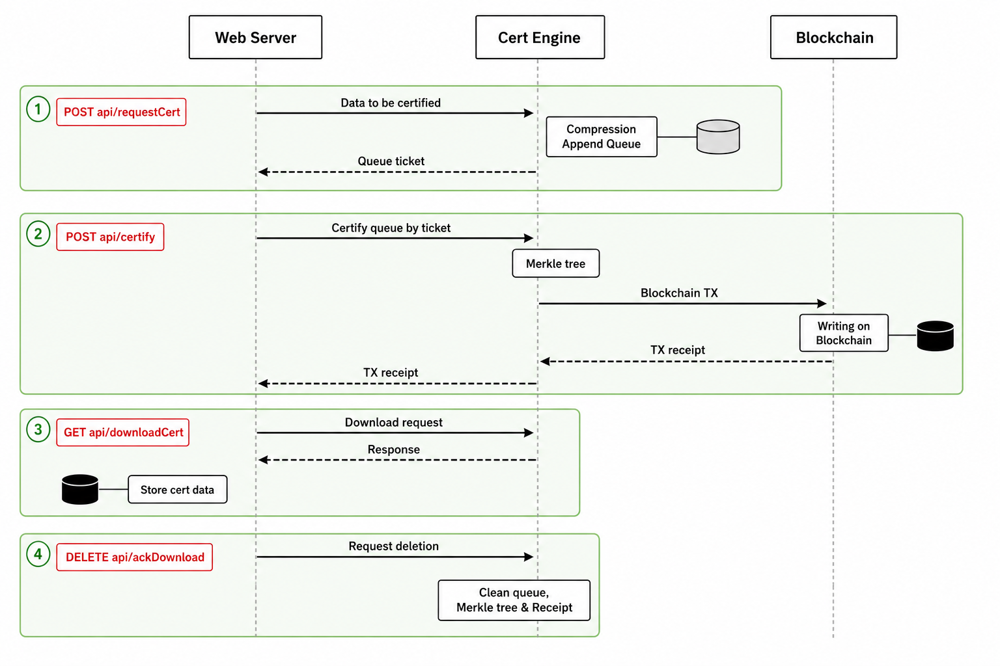 Web Server
Cert Engine
Blockchain
1
POST api/requestCert
Data to be certified
Compression
Append Queue
Queue ticket
2
POST api/certify
Certify queue by ticket
Merkle tree
Blockchain TX
Writing on
Blockchain
TX receipt
TX receipt
3
GET api/downloadCert
Download request
Response
Store cert data
4
DELETE api/ackDownload
Request deletion
Clean queue,
Merkle tree & Receipt